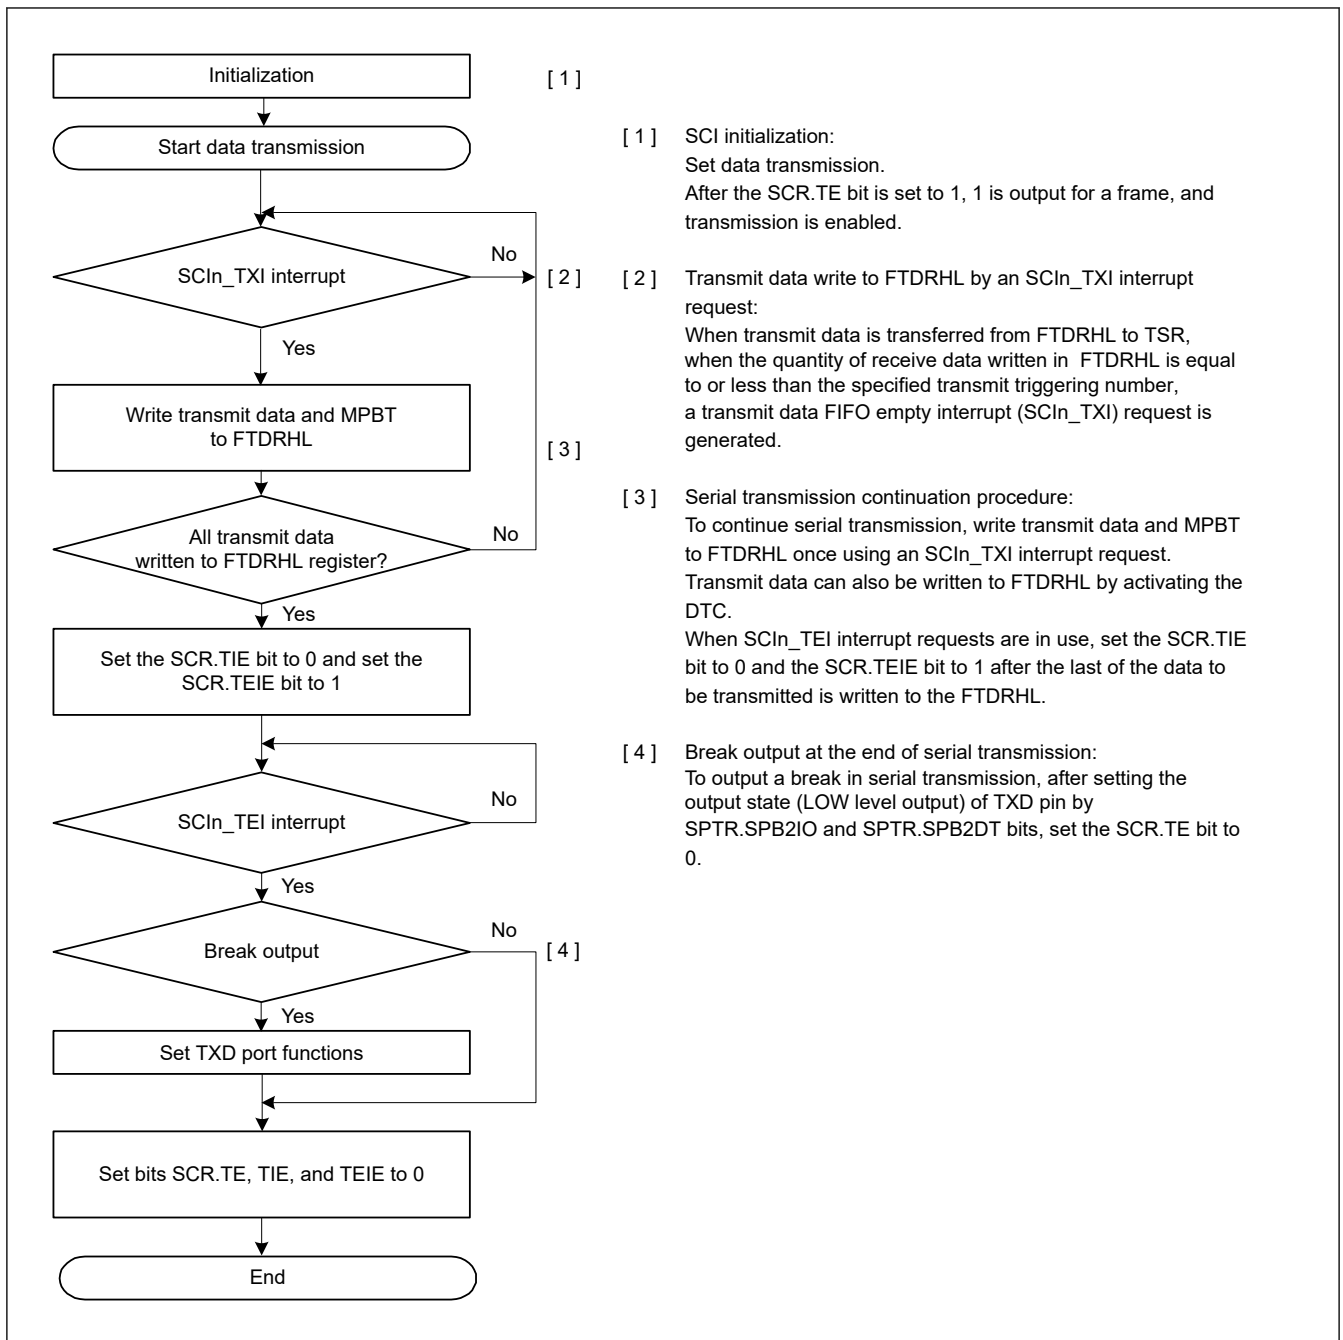 Initialization
[ 1 ]
Start data transmission
SCIn_TXI interrupt
No
[ 2 ]
Yes
Write transmit data and MPBT
to FTDRHL
[ 3 ]
All transmit data
written to FTDRHL register?
No
Yes
Set the SCR.TIE bit to 0 and set the
SCR.TEIE bit to 1
SCIn_TEI interrupt
No
Yes
Break output
No
[ 4 ]
Yes
Set TXD port functions
Set bits SCR.TE, TIE, and TEIE to 0
End
[ 1 ] SCI initialization:
Set data transmission.
After the SCR.TE bit is set to 1, 1 is output for a frame, and
transmission is enabled.
[ 2 ] Transmit data write to FTDRHL by an SCIn_TXI interrupt
request:
When transmit data is transferred from FTDRHL to TSR,
when the quantity of receive data written in FTDRHL is equal
to or less than the specified transmit triggering number,
a transmit data FIFO empty interrupt (SCIn_TXI) request is
generated.
[ 3 ] Serial transmission continuation procedure:
To continue serial transmission, write transmit data and MPBT
to FTDRHL once using an SCIn_TXI interrupt request.
Transmit data can also be written to FTDRHL by activating the
DTC.
When SCIn_TEI interrupt requests are in use, set the SCR.TIE
bit to 0 and the SCR.TEIE bit to 1 after the last of the data to
be transmitted is written to the FTDRHL.
[ 4 ] Break output at the end of serial transmission:
To output a break in serial transmission, after setting the
output state (LOW level output) of TXD pin by
SPTR.SPB2IO and SPTR.SPB2DT bits, set the SCR.TE bit to
0.